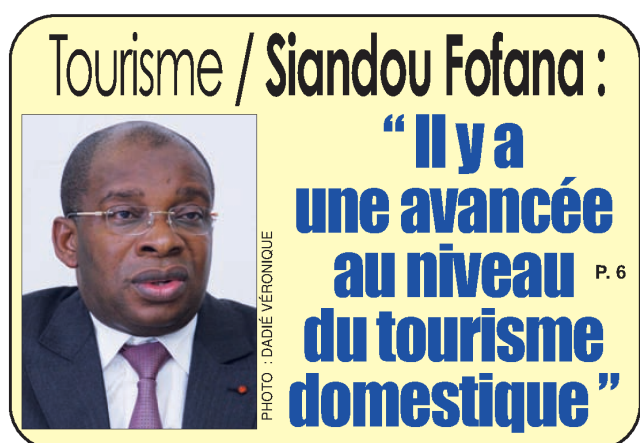 Tourisme / Siandou Fofana :
“ Il y a
une avancée
au niveau
du tourisme
domestique ”
P. 6
PHOTO : DADIÉ VÉRONIQUE